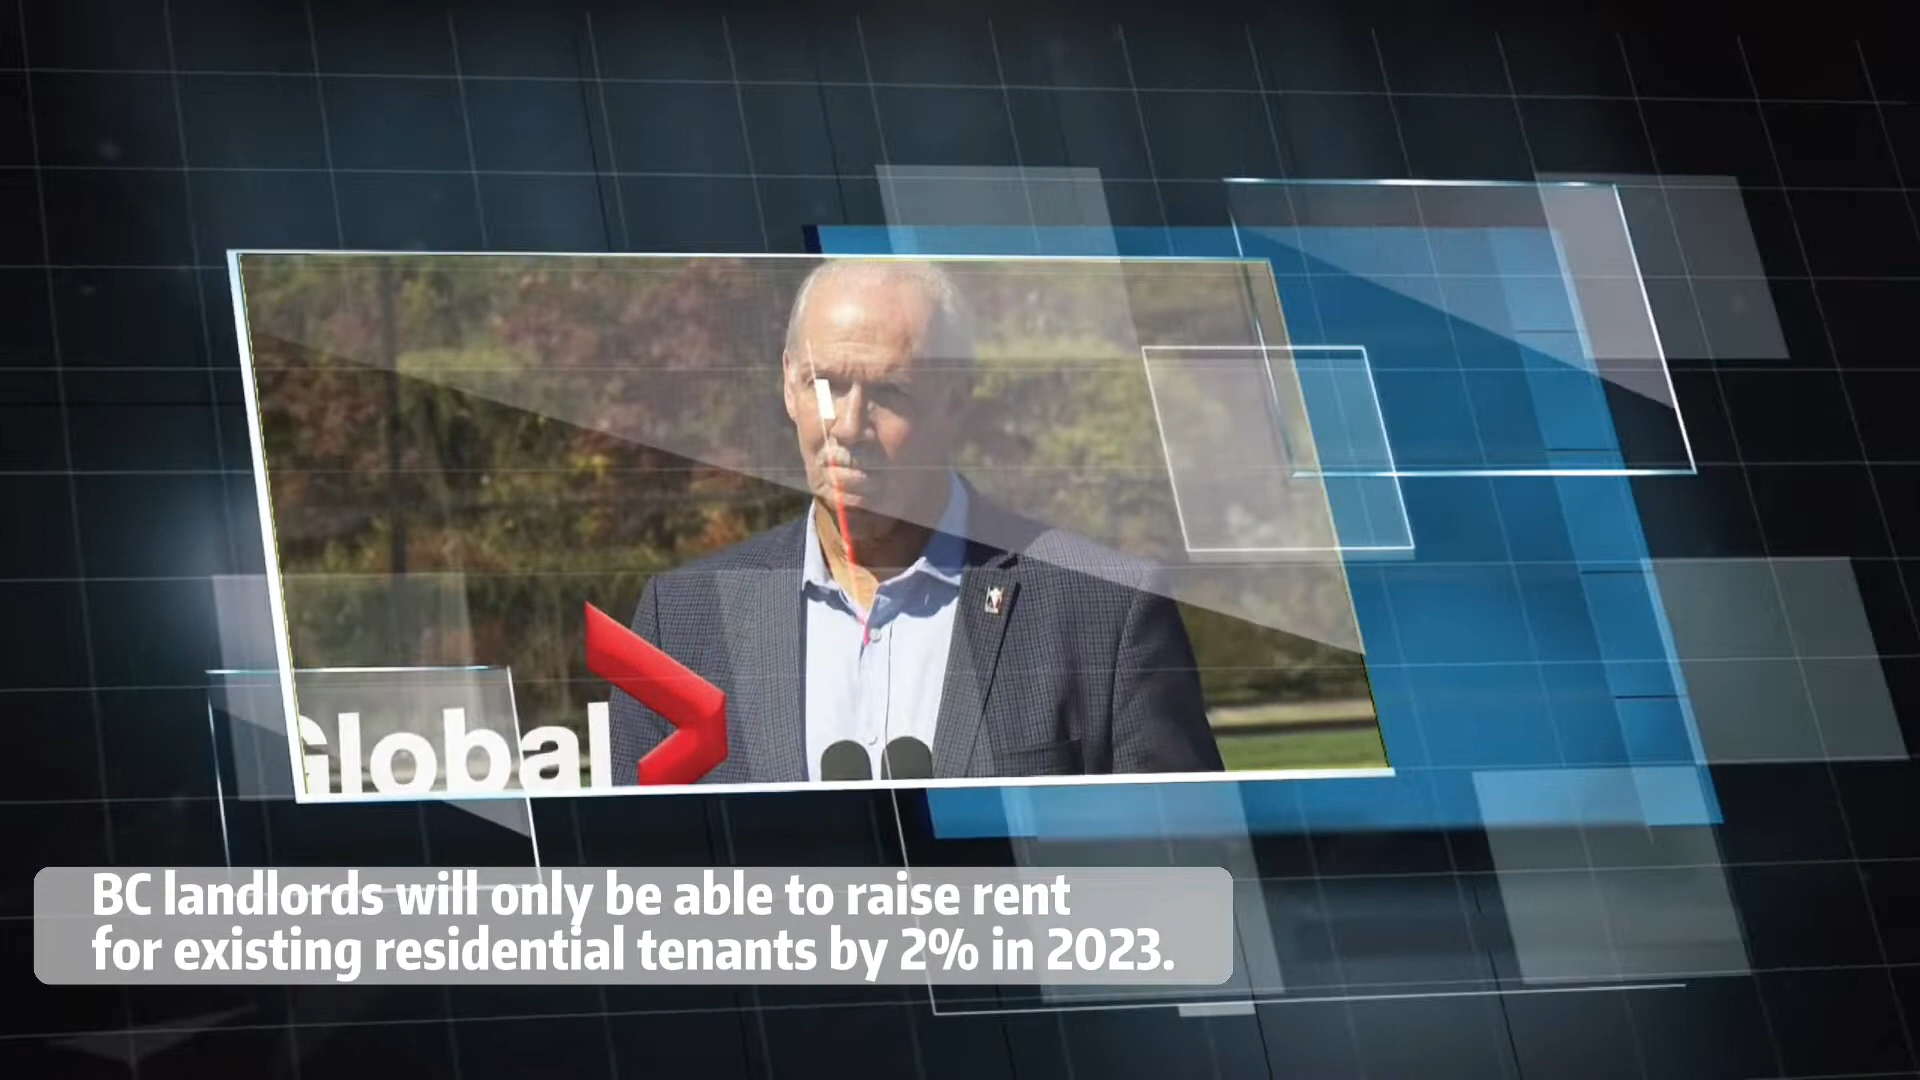 Global
BC landlords will only be able to raise rent
for existing residential tenants by 2% in 2023.